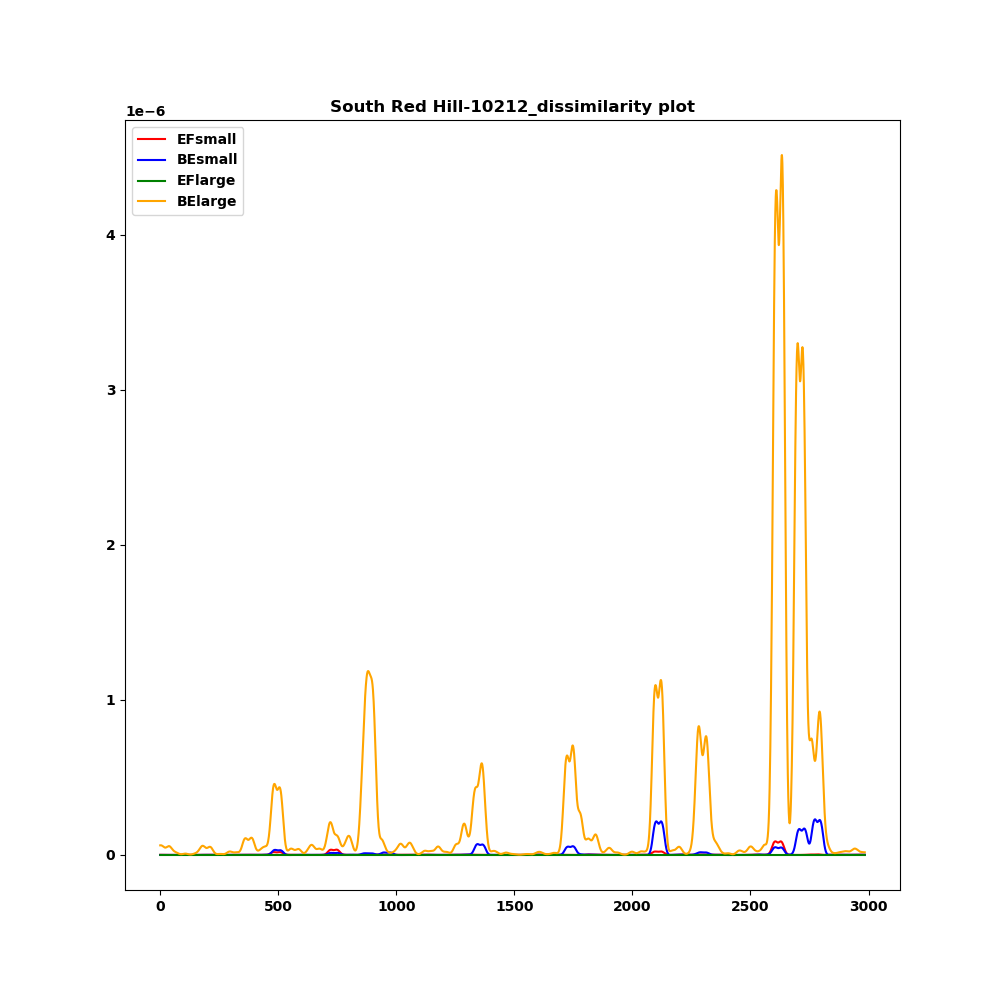 South Red Hill-10212_dissimilarity plot
1e−6
EFsmall
BEsmall
EFlarge
BElarge
4
3
2
1
0
0 500 1000 1500 2000 2500 3000